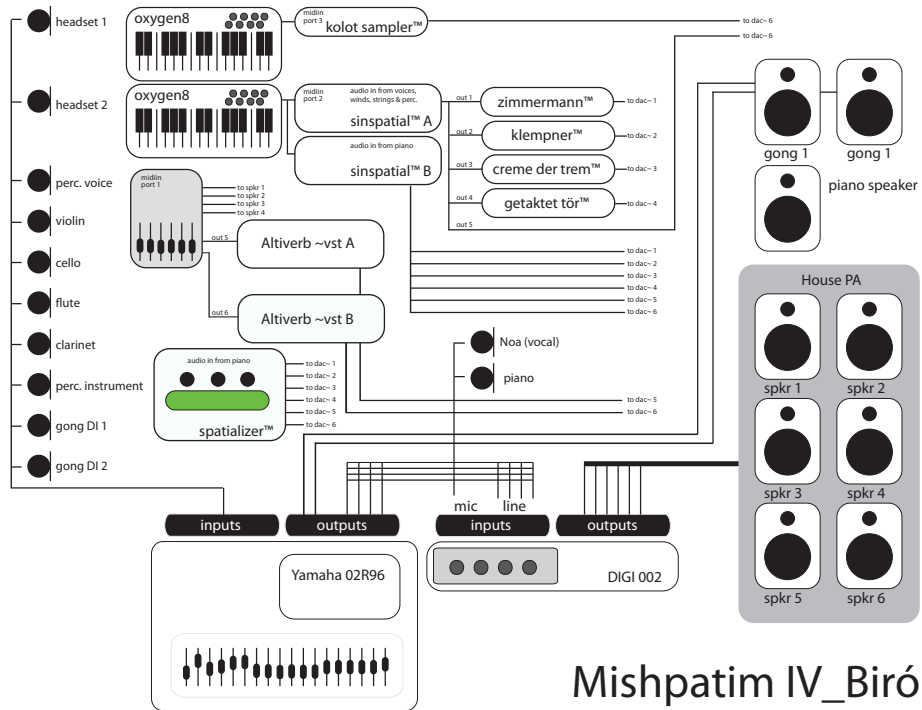 headset 1
headset 2
perc. voice
violin
cello
flute
clarinet
perc. instrument
gong DI 1
gong DI 2
oxygen8
midiin
port 3
kolot sampler™
to dac~ 6
to dac~ 6
oxygen8
midiin
port 2
audio in from voices,
winds, strings & perc.
sinspatial™ A
audio in from piano
sinspatial™ B
out 1
zimmermann™
to dac~ 1
out 2
klempner™
to dac~ 2
out 3
creme der trem™
to dac~ 3
out 4
getaktet tör™
to dac~ 4
out 5
midiin
port 1
to spkr 1
to spkr 2
to spkr 3
to spkr 4
out 5
Altiverb ~vst A
out 6
Altiverb ~vst B
to dac~ 1
to dac~ 2
to dac~ 3
to dac~ 4
to dac~ 5
to dac~ 6
audio in from piano
spatializer™
to dac~ 1
to dac~ 2
to dac~ 3
to dac~ 4
to dac~ 5
to dac~ 6
Noa (vocal)
piano
to dac~ 5
to dac~ 6
gong 1
gong 1
piano speaker
House PA
spkr 1
spkr 2
spkr 3
spkr 4
spkr 5
spkr 6
mic
line
inputs
outputs
inputs
outputs
Yamaha 02R96
DIGI 002
Mishpatim IV_Biró